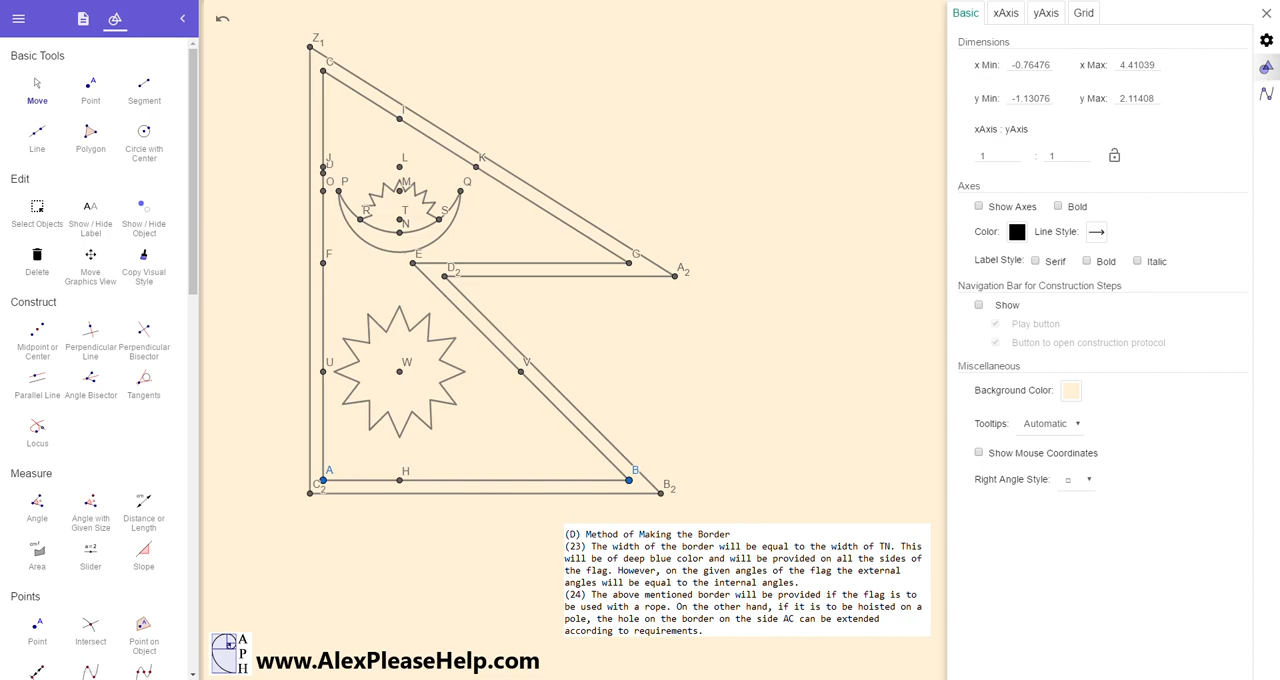 Basic xAxis yAxis Grid
Basic Tools
Move Point Segment
Line Polygon Circle with Center
Edit
Select Objects Show / Hide Label Show / Hide Object
Delete Move Graphics View Copy Visual Style
Construct
Midpoint or Center Perpendicular Line Perpendicular Bisector
Parallel Line Angle Bisector Tangents
Locus
Measure
Angle Angle with Given Size Distance or Length
cm² a=2
Area Slider Slope
Points
Point Intersect Point on Object
Z1
C
I
J
D
L
K
O P M Q
R T S
N
F E G
D2 A2
U W V
A H B
C2 B2
(D) Method of Making the Border
(23) The width of the border will be equal to the width of TN. This
will be of deep blue color and will be provided on all the sides of
the flag. However, on the given angles of the flag the external
angles will be equal to the internal angles.
(24) The above mentioned border will be provided if the flag is to
be used with a rope. On the other hand, if it is to be hoisted on a
pole, the hole on the border on the side AC can be extended
according to requirements.
A
P
H
www.AlexPleaseHelp.com
Dimensions
x Min: -0.76476 x Max: 4.41039
y Min: -1.13076 y Max: 2.11408
xAxis : yAxis
1 : 1
Axes
Show Axes Bold
Color: Line Style:
Label Style: Serif Bold Italic
Navigation Bar for Construction Steps
Show
Play button
Button to open construction protocol
Miscellaneous
Background Color:
Tooltips: Automatic
Show Mouse Coordinates
Right Angle Style: